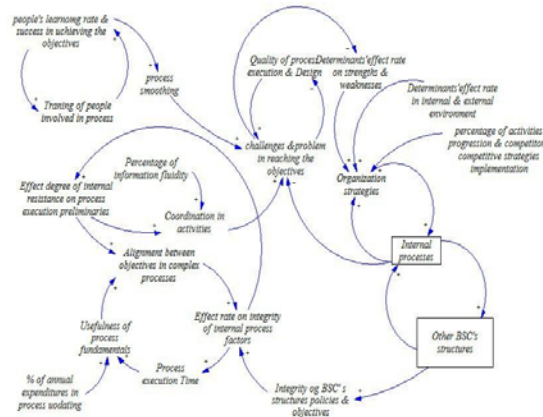 people's learnomg rate &
success in uchieving the
objectives
Traning of people
involved in process
process
smoothing
Quality of process
execution & Design
Determanants'effect rate
on strengths &
weaknesses
Determanants'effect rate
in internal & external
environment
percentage of activities
progression & competitor
competitive strategies
implementation
challenges &problem
in reaching the
objectives
Organization
strategies
Percentage of
information fluidity
Effect degree of internal
resistance on process
execution preliminaries
Coordination in
activities
Alignment between
objectives in complex
processes
Internal
processes
Usefulness of
process
fundamentals
Effect rate on integrity
of internal process
factors
Other BSC's
structures
Process
execution Time
% of annual
expenditures in
process uodating
Integrity og BSC' s
structures policies &
objectives